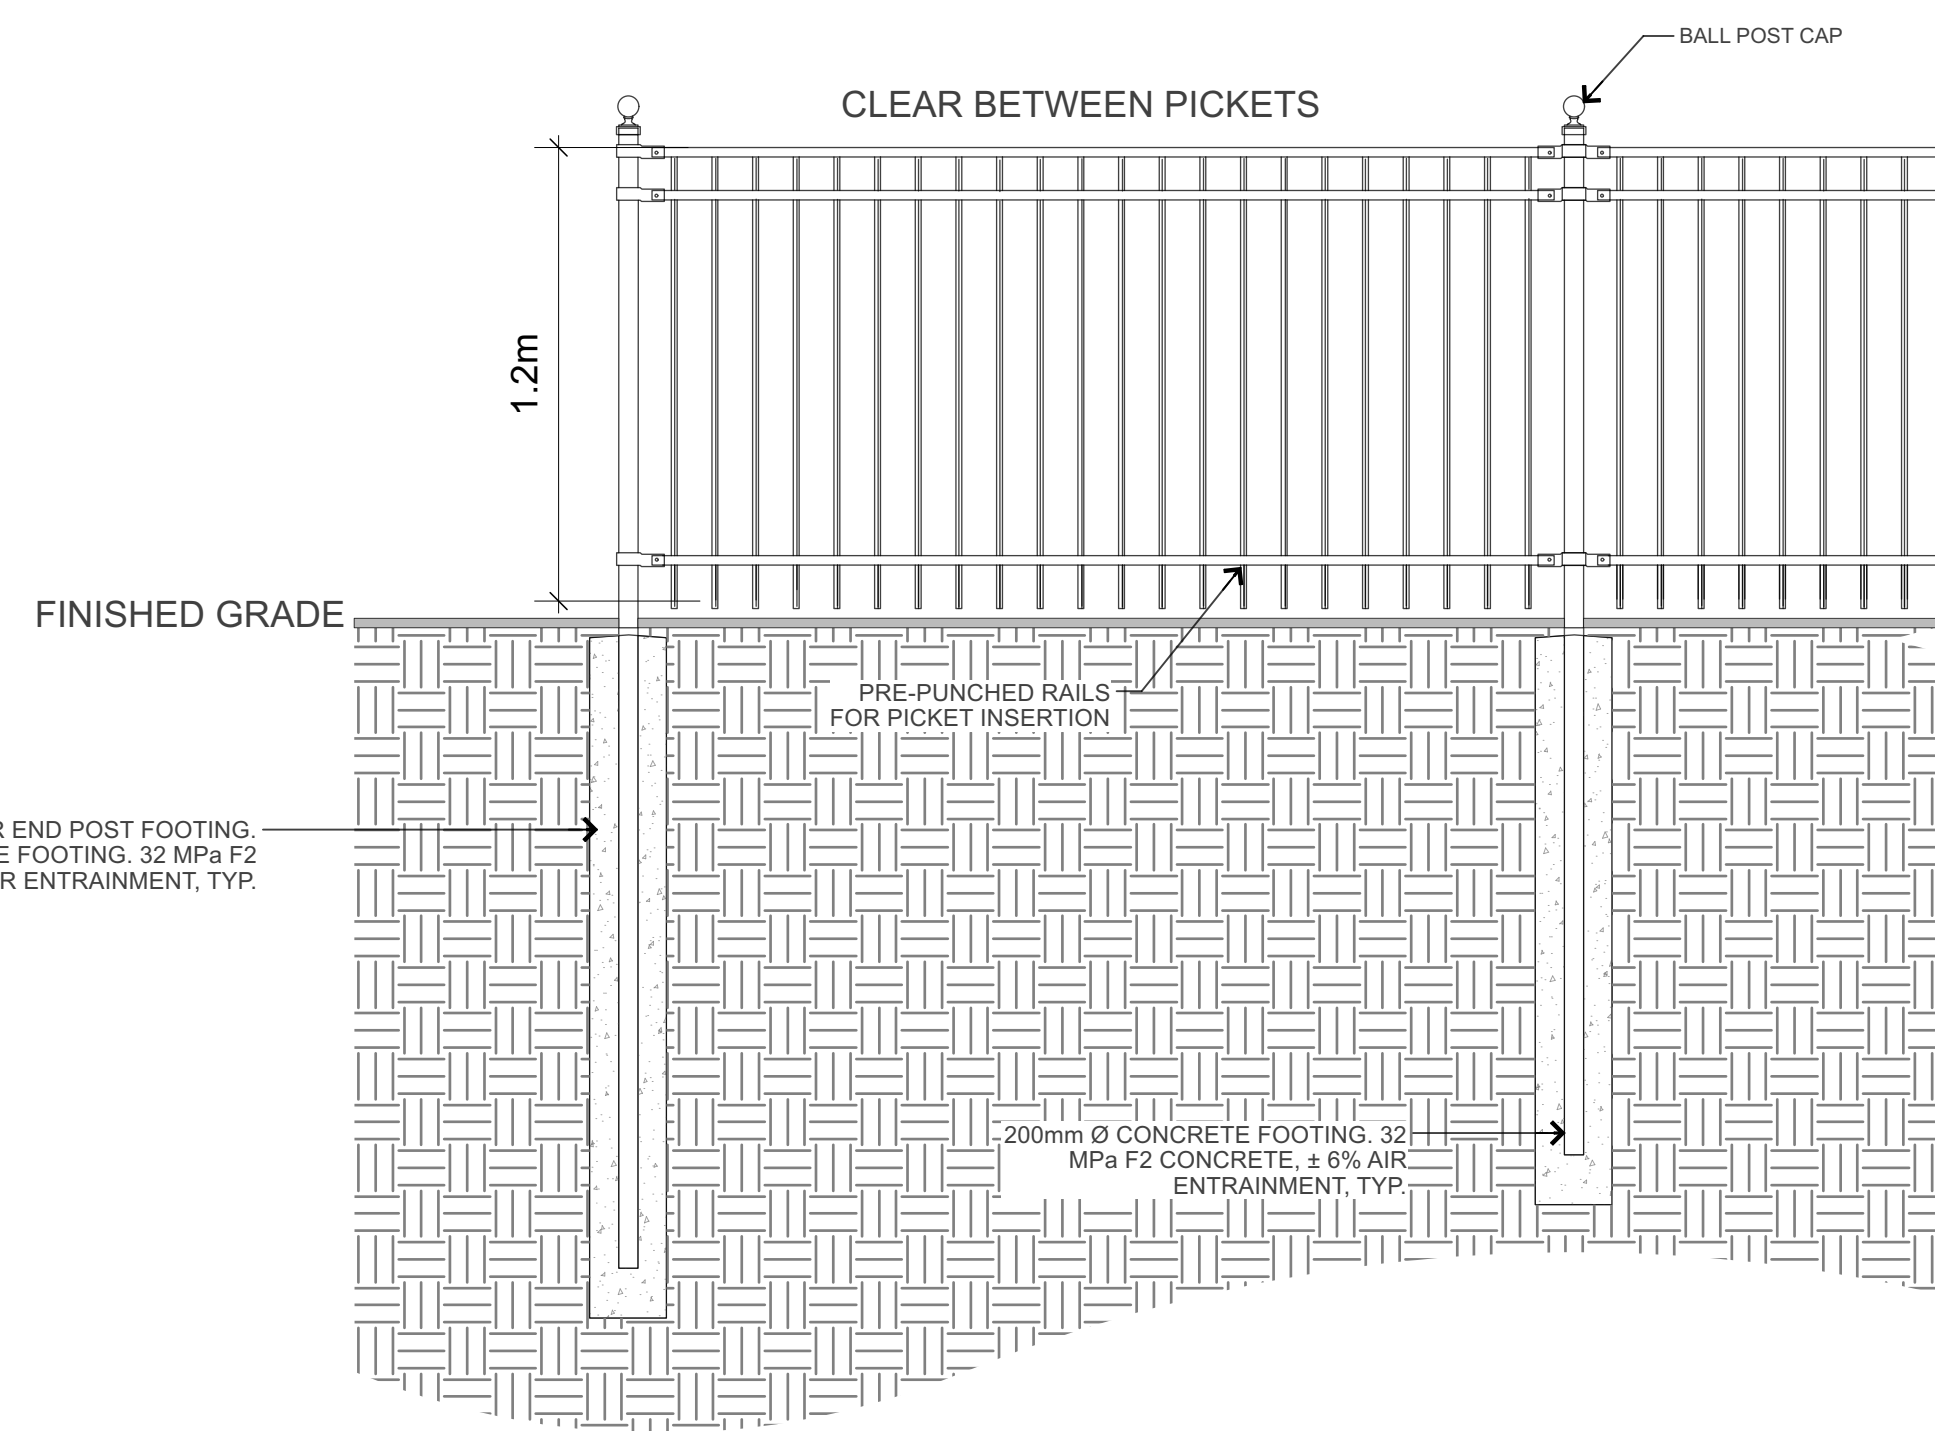 BALL POST CAP
CLEAR BETWEEN PICKETS
1.2m
FINISHED GRADE
PRE-PUNCHED RAILS
FOR PICKET INSERTION
END POST FOOTING.
FOOTING. 32 MPa F2
ENTRAINMENT, TYP.
200mm Ø CONCRETE FOOTING. 32
MPa F2 CONCRETE, ± 6% AIR
ENTRAINMENT, TYP.